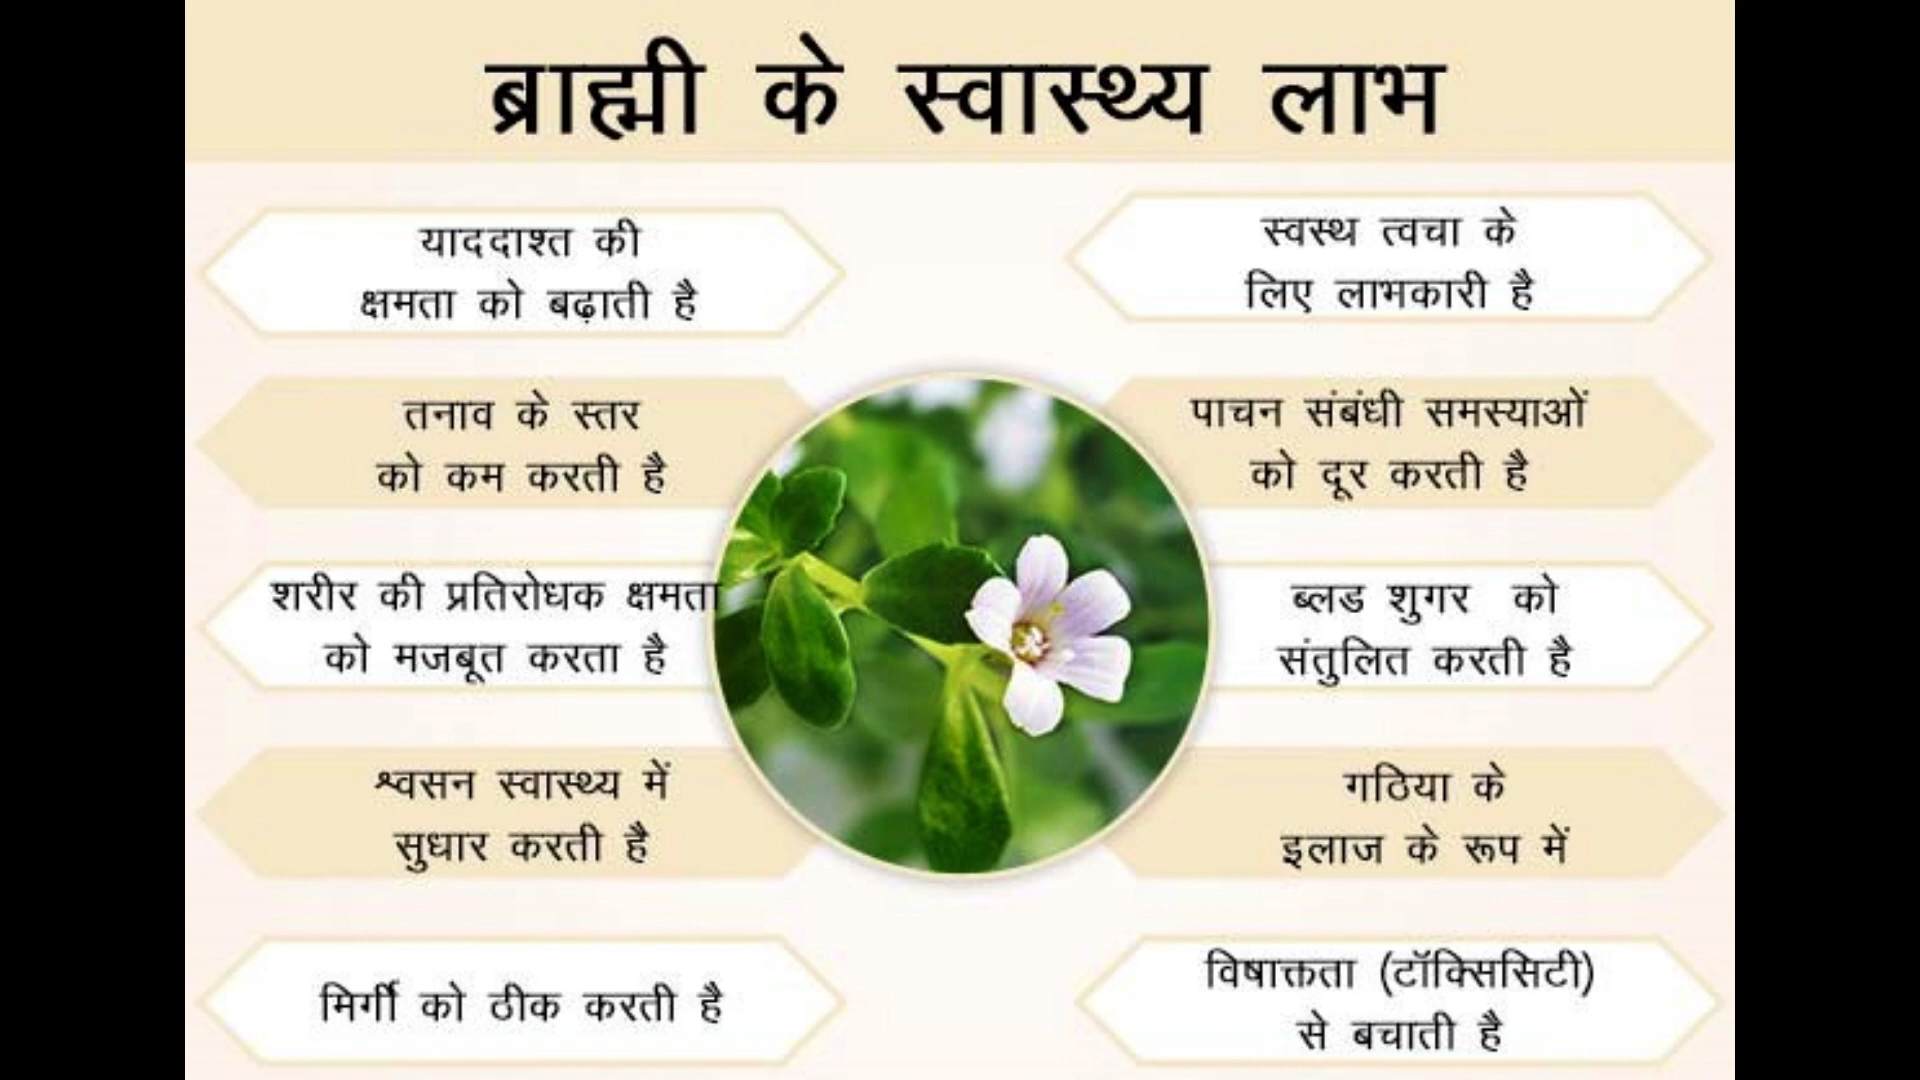 ब्राह्मी के स्वास्थ्य लाभ
याददाश्त की
क्षमता को बढ़ाती है
तनाव के स्तर
को कम करती है
शरीर की प्रतिरोधक क्षमता
को मजबूत करता है
श्वसन स्वास्थ्य में
सुधार करती है
मिर्गी को ठीक करती है
स्वस्थ त्वचा के
लिए लाभकारी है
पाचन संबंधी समस्याओं
को दूर करती है
ब्लड शुगर को
संतुलित करती है
गठिया के
इलाज के रूप में
विषाक्तता (टॉक्सिसिटी)
से बचाती है